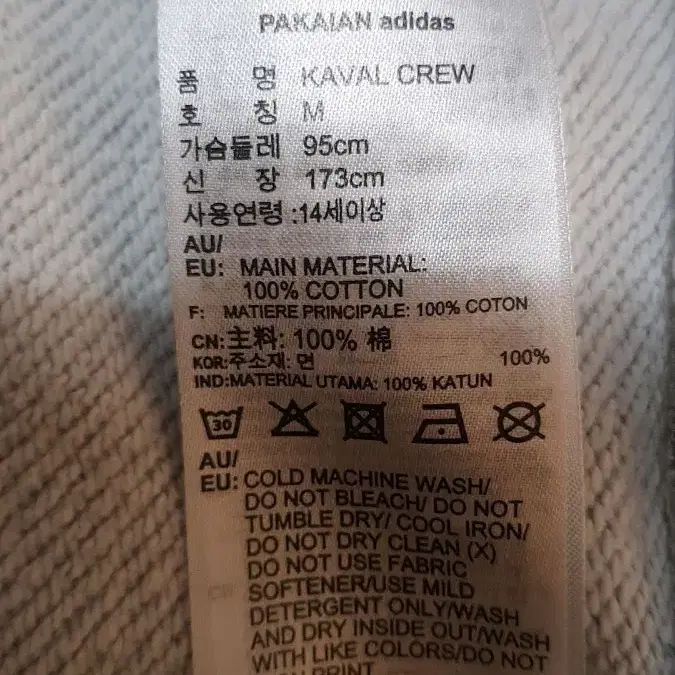 PAKAIAN adidas
품 명 KAVAL CREW
호 칭 M
가슴둘레 95cm
신 장 173cm
사용연령 :14세이상
AU/
EU: MAIN MATERIAL:
100% COTTON
F: MATIERE PRINCIPALE: 100% COTON
CN:主料: 100% 棉
KOR:주소재: 면 100%
IND:MATERIAL UTAMA: 100% KATUN
30
AU/
EU: COLD MACHINE WASH/
DO NOT BLEACH/ DO NOT
TUMBLE DRY/ COOL IRON/
DO NOT DRY CLEAN (X)
DO NOT USE FABRIC
SOFTENER/USE MILD
DETERGENT ONLY/WASH
AND DRY INSIDE OUT/WASH
WITH LIKE COLORS/DO NOT
PRINT